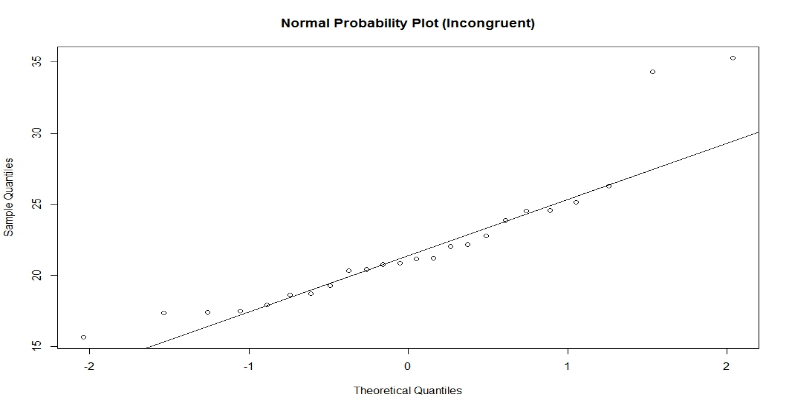 Normal Probability Plot (Incongruent)
35
30
25
20
15
Sample Quantiles
-2 -1 0 1 2
Theoretical Quantiles